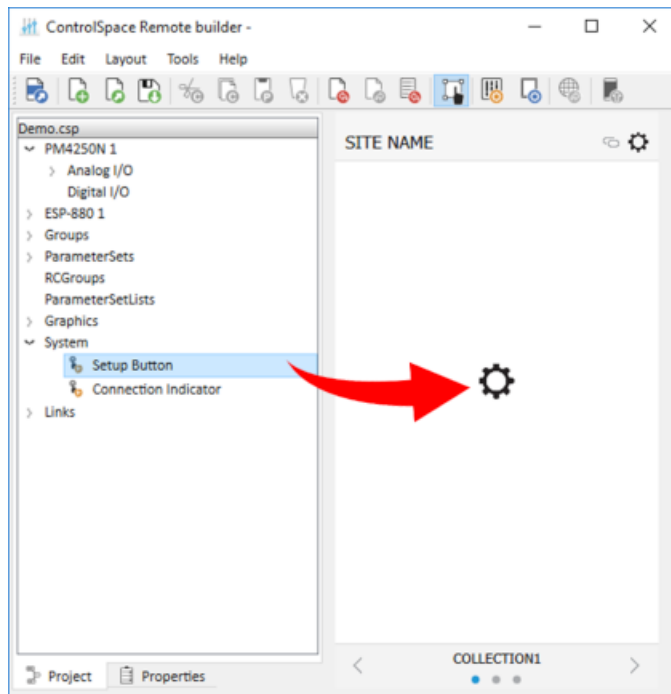 ControlSpace Remote builder -
File Edit Layout Tools Help
Demo.csp
PM4250N 1
Analog I/O
Digital I/O
ESP-880 1
Groups
ParameterSets
RCGroups
ParameterSetLists
Graphics
System
Setup Button
Connection Indicator
Links
SITE NAME
COLLECTION1
Project Properties